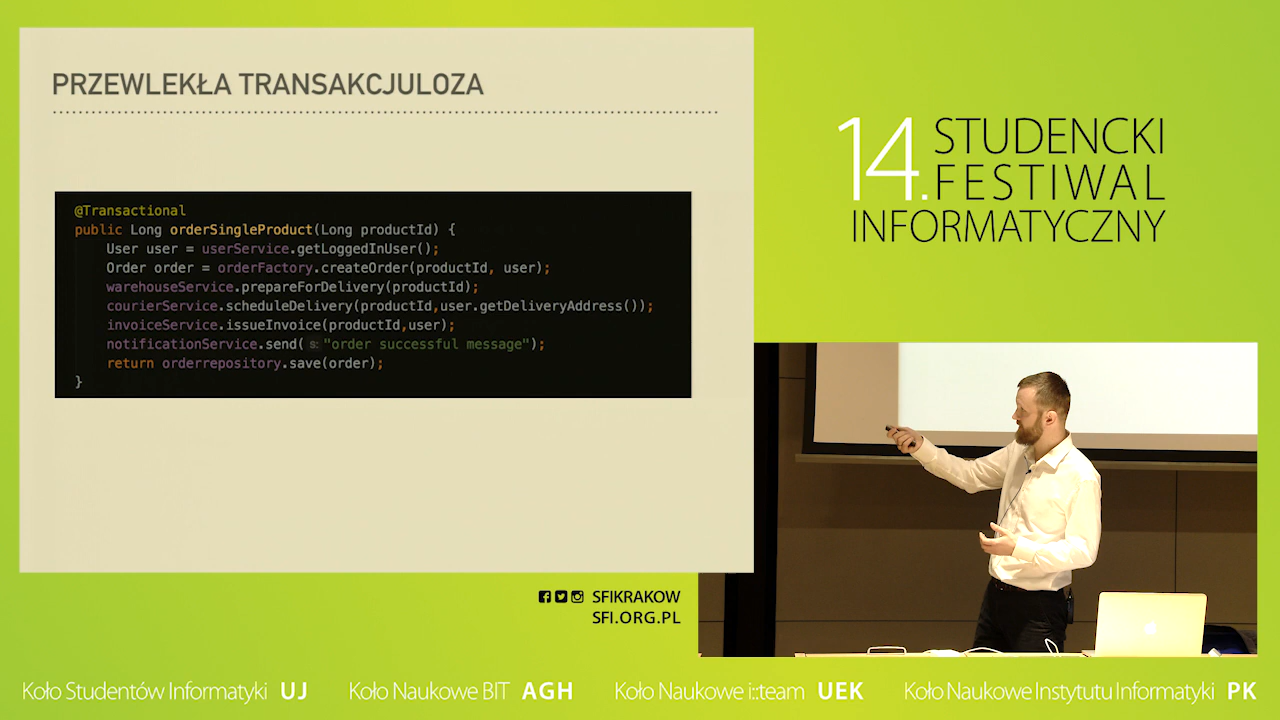 PRZEWLEKŁA TRANSAKCJULOZA
@Transactional
public Long orderSingleProduct(Long productId) {
User user = userService.getLoggedInUser();
Order order = orderFactory.createOrder(productId, user);
warehouseService.prepareForDelivery(productId);
courierService.scheduleDelivery(productId,user.getDeliveryAddress());
invoiceService.issueInvoice(productId,user);
notificationService.send( s: "order successful message");
return orderrepository.save(order);
}
14. STUDENCKI
FESTIWAL
INFORMATYCZNY
SFIKRAKOW
SFI.ORG.PL
Koło Studentów Informatyki UJ
Koło Naukowe BIT AGH
Koło Naukowe i::team UEK
Koło Naukowe Instytutu Informatyki PK